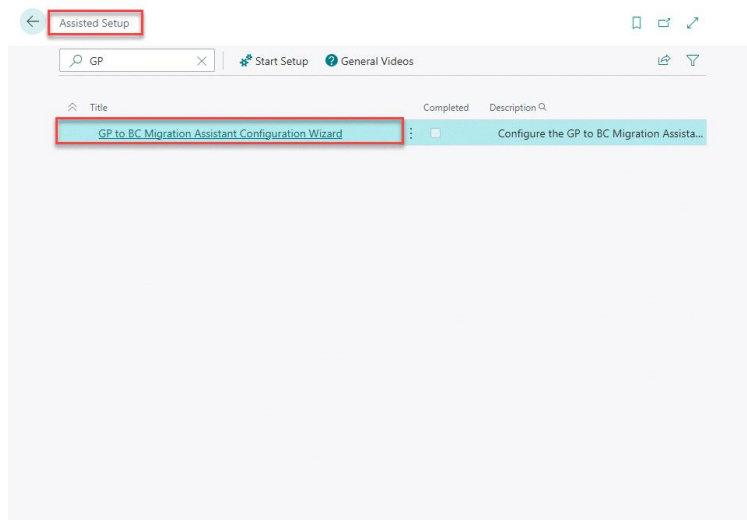 Assisted Setup
GP Start Setup General Videos
Title Completed Description
GP to BC Migration Assistant Configuration Wizard Configure the GP to BC Migration Assista...